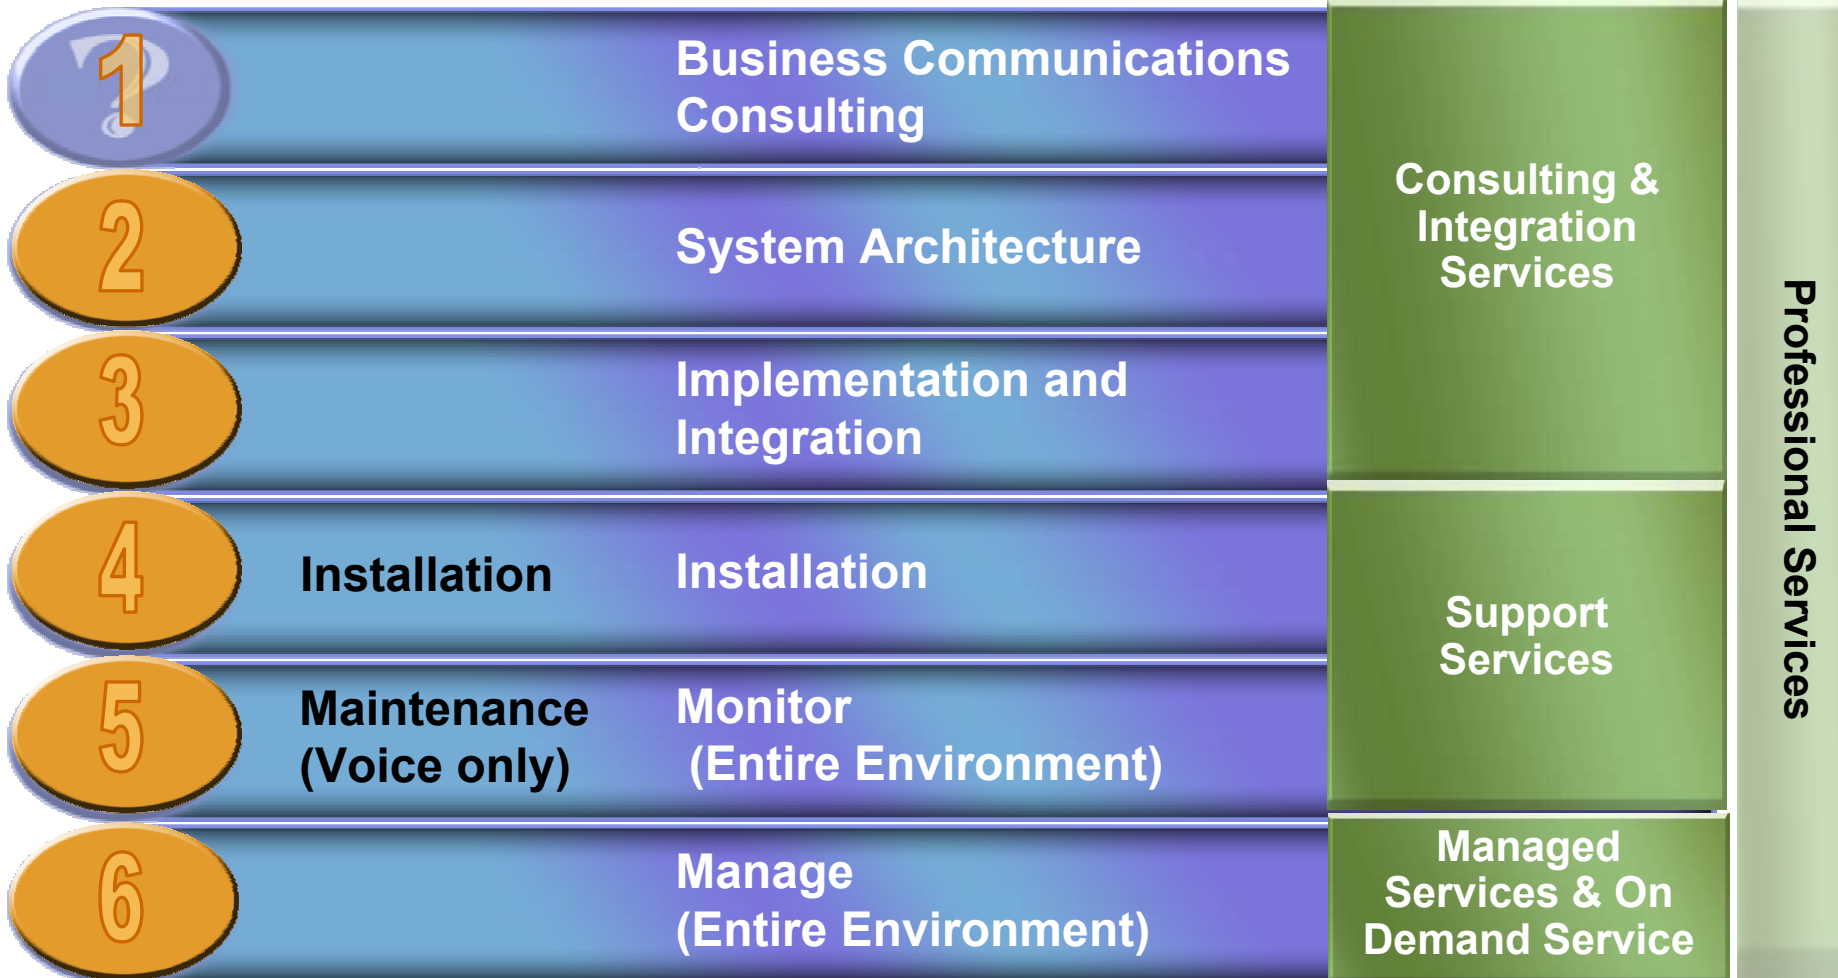 1
Business Communications
Consulting
2
System Architecture
3
Implementation and
Integration
4
Installation
Installation
5
Maintenance
(Voice only)
Monitor
(Entire Environment)
6
Manage
(Entire Environment)
Consulting &
Integration
Services
Support
Services
Managed
Services & On
Demand Service
Professional Services